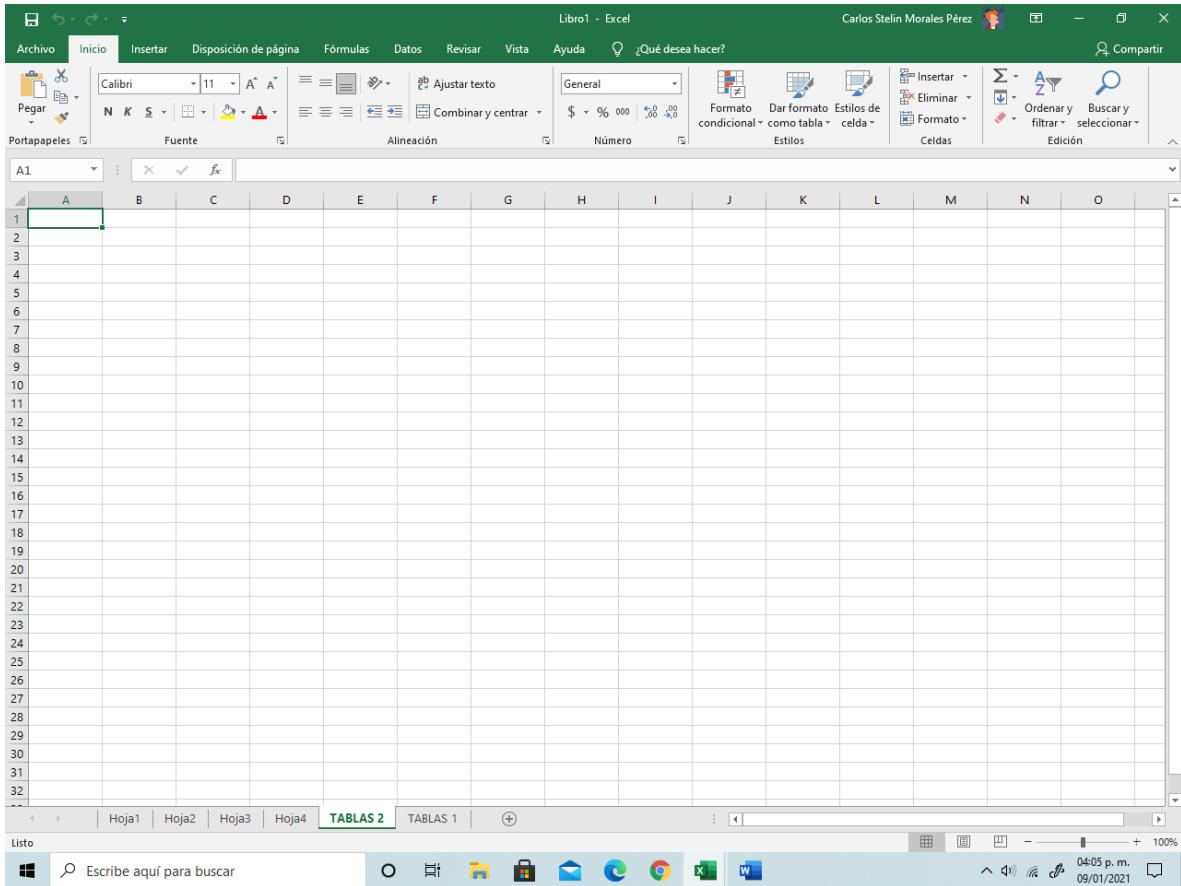 Libro1 - Excel
Carlos Stelin Morales Pèrez
Archivo Inicio Insertar Disposición de página Fórmulas Datos Revisar Vista Ayuda ¿Qué desea hacer? Compartir
Calibri 11 A A Ajustar texto General Insertar Σ
Pegar Formato Dar formato Estilos de Eliminar Ordenar y Buscar y
N K S A Combinar y centrar $ % 000 condicional como tabla celda Formato filtrar seleccionar
Portapapeles Fuente Alineación Número Estilos Celdas Edición
A1 fx
A B C D E F G H I J K L M N O
1
2
3
4
5
6
7
8
9
10
11
12
13
14
15
16
17
18
19
20
21
22
23
24
25
26
27
28
29
30
31
32
Hoja1 Hoja2 Hoja3 Hoja4 TABLAS 2 TABLAS 1
Listo 100%
Escribe aquí para buscar
04:05 p. m.
09/01/2021